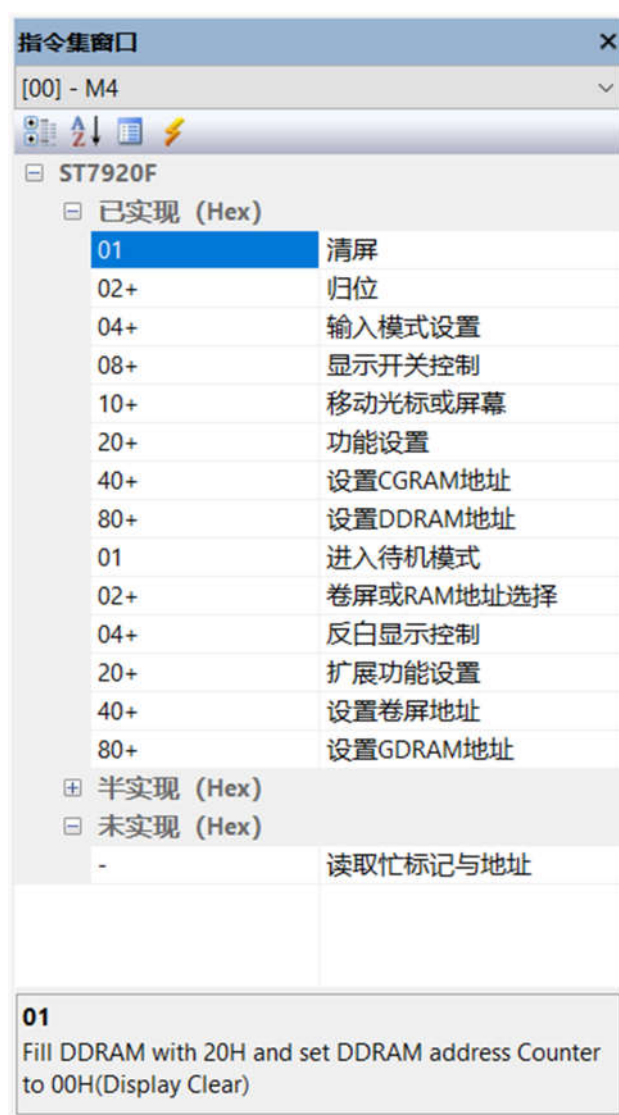 指令集窗口
[00] - M4
ST7920F
已实现 (Hex)
01 清屏
02+ 归位
04+ 输入模式设置
08+ 显示开关控制
10+ 移动光标或屏幕
20+ 功能设置
40+ 设置CGRAM地址
80+ 设置DDRAM地址
01 进入待机模式
02+ 卷屏或RAM地址选择
04+ 反白显示控制
20+ 扩展功能设置
40+ 设置卷屏地址
80+ 设置GDRAM地址
半实现 (Hex)
未实现 (Hex)
- 读取忙标记与地址
01
Fill DDRAM with 20H and set DDRAM address Counter
to 00H(Display Clear)